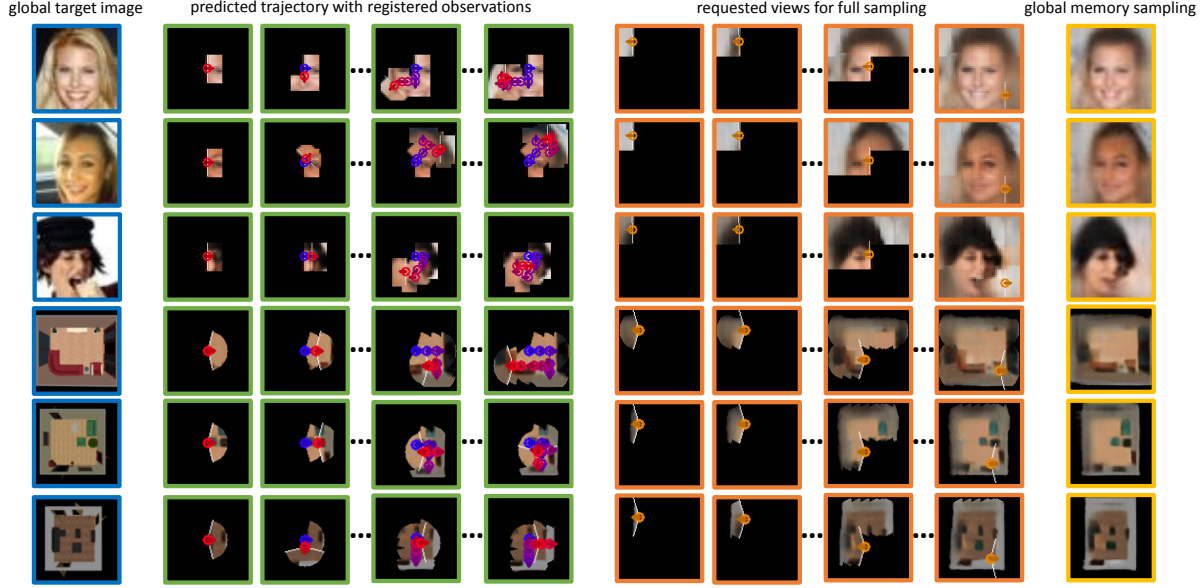 global target image
predicted trajectory with registered observations
requested views for full sampling
global memory sampling